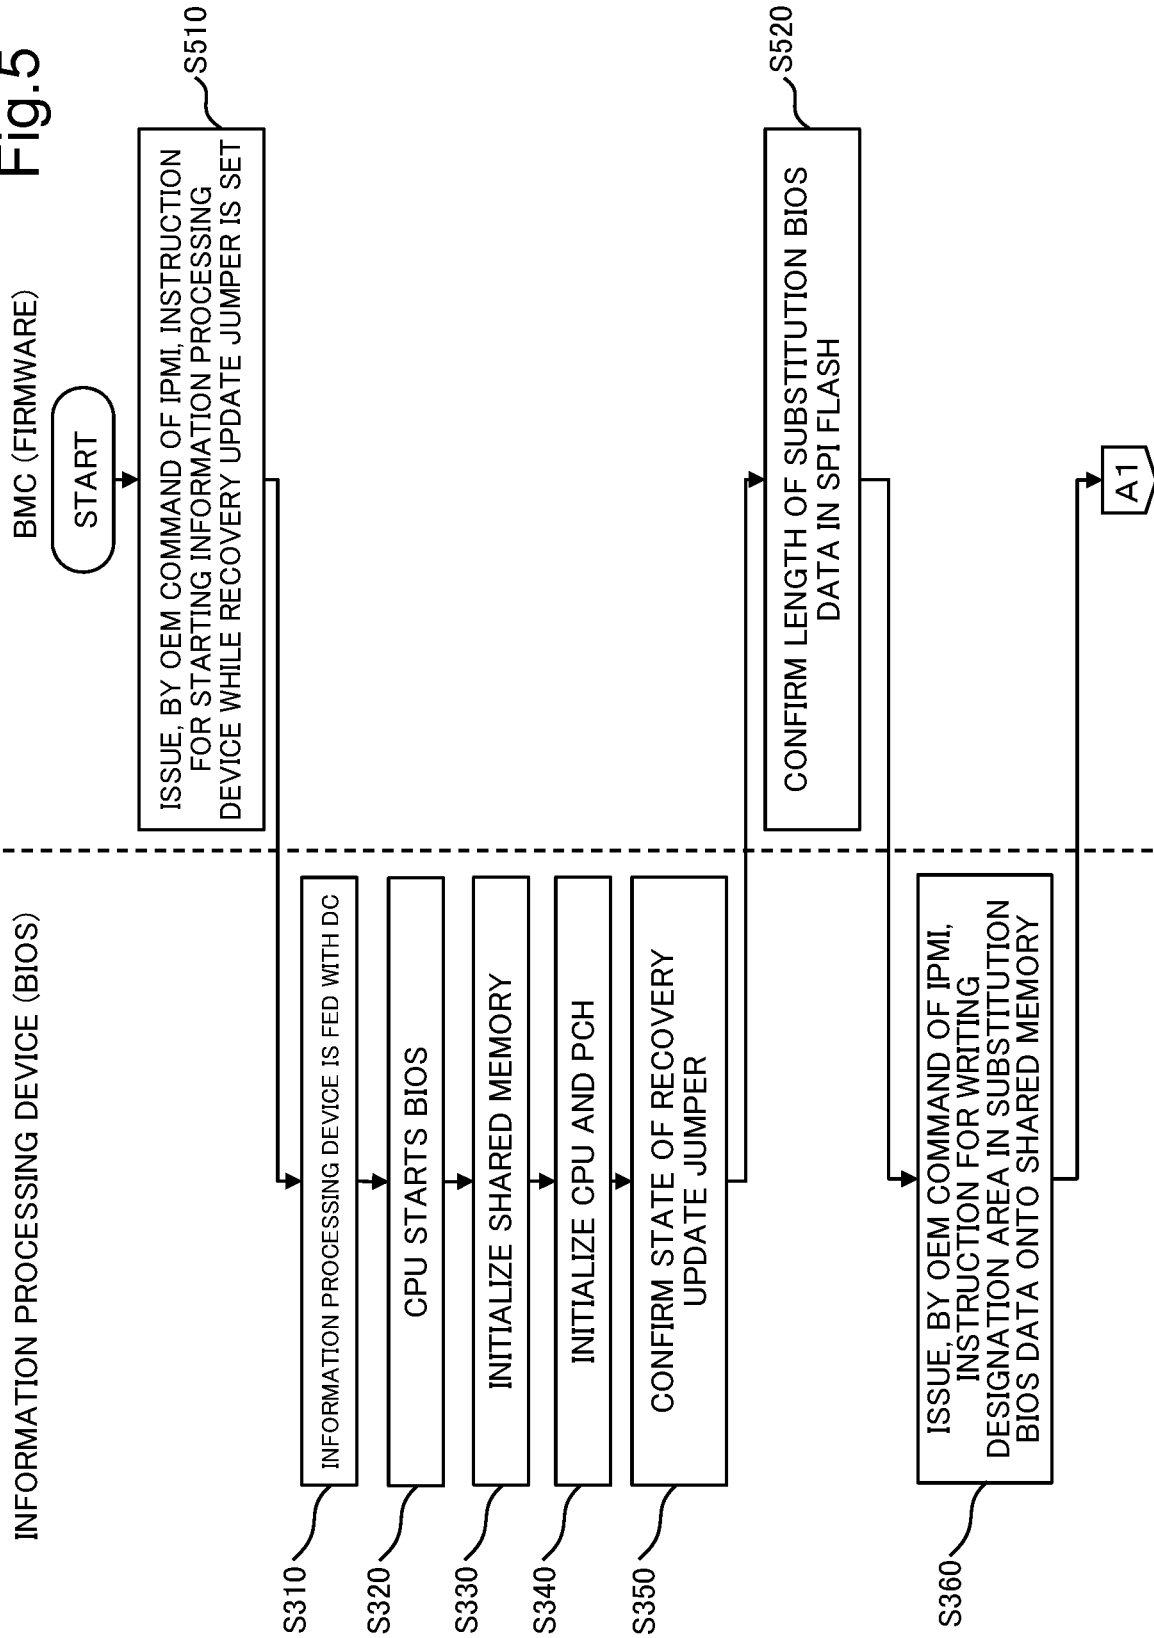 Fig.5
INFORMATION PROCESSING DEVICE (BIOS)
BMC (FIRMWARE)
START
ISSUE, BY OEM COMMAND OF IPMI, INSTRUCTION
FOR STARTING INFORMATION PROCESSING
DEVICE WHILE RECOVERY UPDATE JUMPER IS SET
S510
S310
INFORMATION PROCESSING DEVICE IS FED WITH DC
S320
CPU STARTS BIOS
S330
INITIALIZE SHARED MEMORY
S340
INITIALIZE CPU AND PCH
S350
CONFIRM STATE OF RECOVERY
UPDATE JUMPER
CONFIRM LENGTH OF SUBSTITUTION BIOS
DATA IN SPI FLASH
S520
S360
ISSUE, BY OEM COMMAND OF IPMI,
INSTRUCTION FOR WRITING
DESIGNATION AREA IN SUBSTITUTION
BIOS DATA ONTO SHARED MEMORY
A1